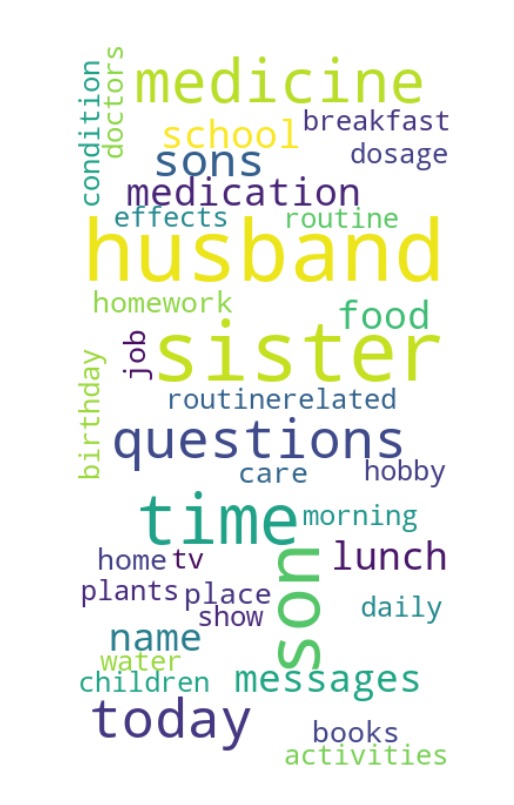 condition
doctors
medicine
breakfast
school
sons
dosage
medication
effects
routine
husband
homework
food
job
sister
birthday
routinerelated
questions
care
hobby
time
morning
son
home
tv
lunch
plants
place
show
daily
name
water
children
messages
today
books
activities